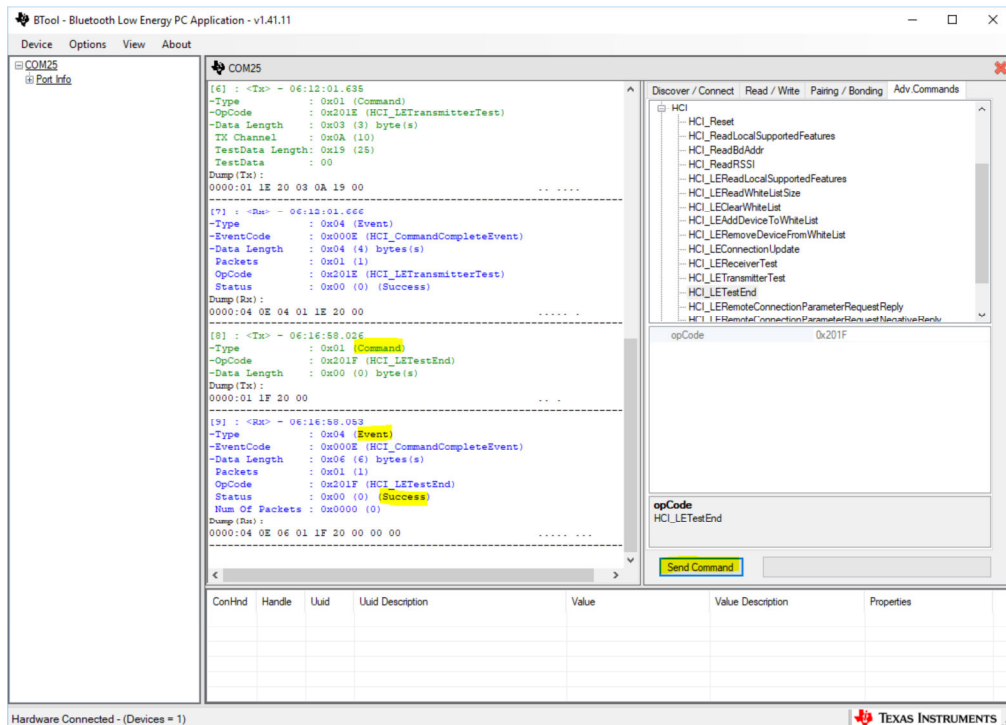 BTool - Bluetooth Low Energy PC Application - v1.41.11
Device Options View About
COM25
Port Info
COM25
[6] : <Tx> - 06:12:01.635
-Type : 0x01 (Command)
-OpCode : 0x201E (HCI_LETransmitterTest)
-Data Length : 0x03 (3) byte(s)
TX Channel : 0x0A (10)
TestData Length: 0x19 (25)
TestData : 00
Dump(Tx):
0000:01 1E 20 03 0A 19 00 .. ....
[7] : <Rx> - 06:12:01.666
-Type : 0x04 (Event)
-EventCode : 0x000E (HCI_CommandCompleteEvent)
-Data Length : 0x04 (4) bytes(s)
Packets : 0x01 (1)
OpCode : 0x201E (HCI_LETransmitterTest)
Status : 0x00 (0) (Success)
Dump(Rx):
0000:04 0E 04 01 1E 20 00 ..... .
[8] : <Tx> - 06:16:58.026
-Type : 0x01 (Command)
-OpCode : 0x201F (HCI_LETestEnd)
-Data Length : 0x00 (0) byte(s)
Dump(Tx):
0000:01 1F 20 00 .. .
[9] : <Rx> - 06:16:58.053
-Type : 0x04 (Event)
-EventCode : 0x000E (HCI_CommandCompleteEvent)
-Data Length : 0x06 (6) bytes(s)
Packets : 0x01 (1)
OpCode : 0x201F (HCI_LETestEnd)
Status : 0x00 (0) (Success)
Num Of Packets : 0x0000 (0)
Dump(Rx):
0000:04 0E 06 01 1F 20 00 00 00 ..... ...
Discover / Connect Read / Write Pairing / Bonding Adv.Commands
HCI
HCI_Reset
HCI_ReadLocalSupportedFeatures
HCI_ReadBdAddr
HCI_ReadRSSI
HCI_LEReadLocalSupportedFeatures
HCI_LEReadWhiteListSize
HCI_LEClearWhiteList
HCI_LEAddDeviceToWhiteList
HCI_LERemoveDeviceFromWhiteList
HCI_LEConnectionUpdate
HCI_LEReceiverTest
HCI_LETransmitterTest
HCI_LETestEnd
HCI_LERemoteConnectionParameterRequestReply
HCI_LERemoteConnectionParameterRequestNegativeReply
opCode 0x201F
opCode
HCI_LETestEnd
Send Command
ConHnd Handle Uuid Uuid Description Value Value Description Properties
Hardware Connected - (Devices = 1)
TEXAS INSTRUMENTS